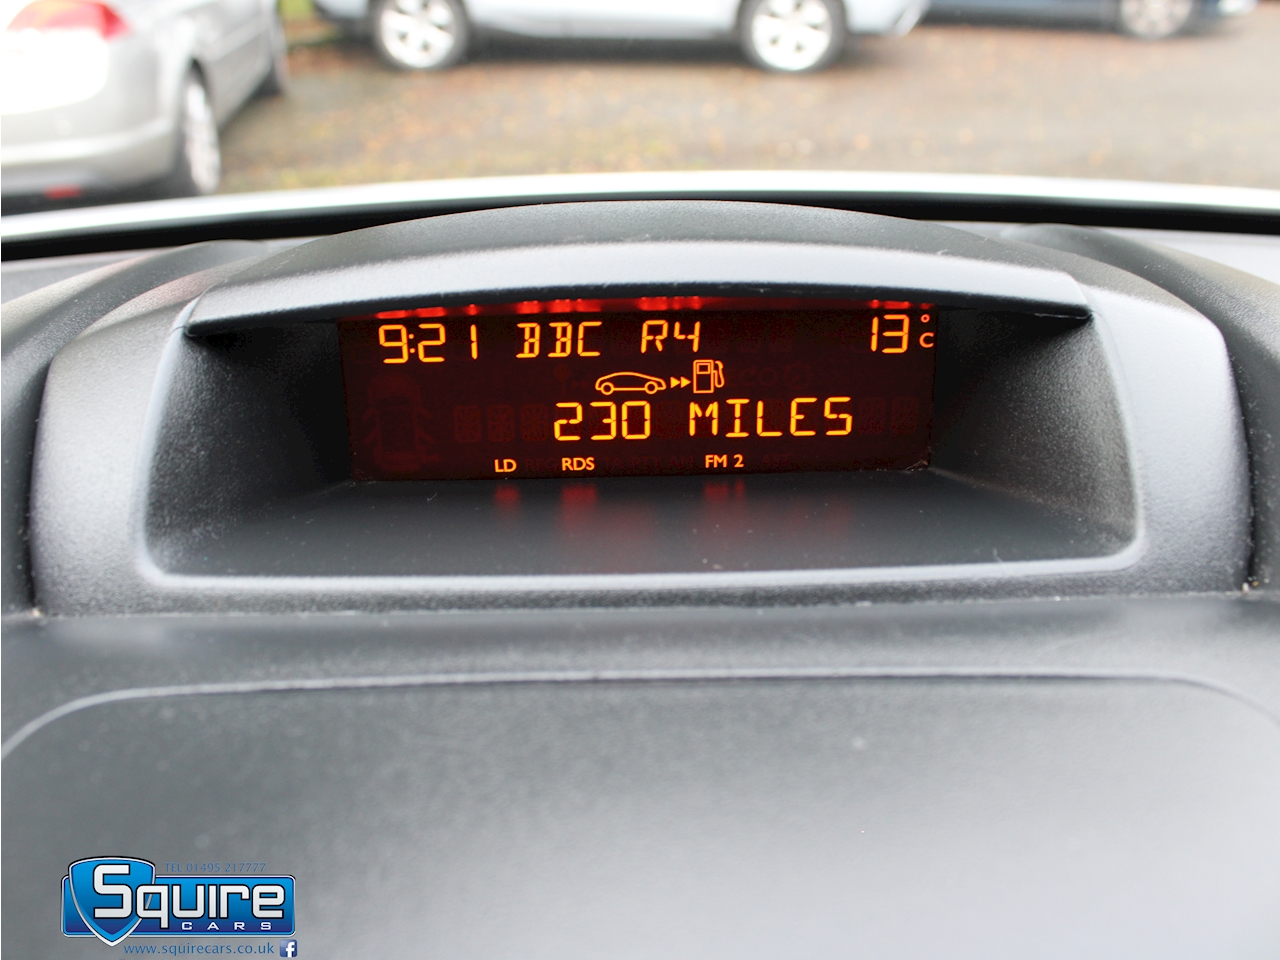 9:21 BBC R4 13°C
230 MILES
LD RDS FM 2
TEL 01495 217777
Squire
CARS
www.squirecars.co.uk f